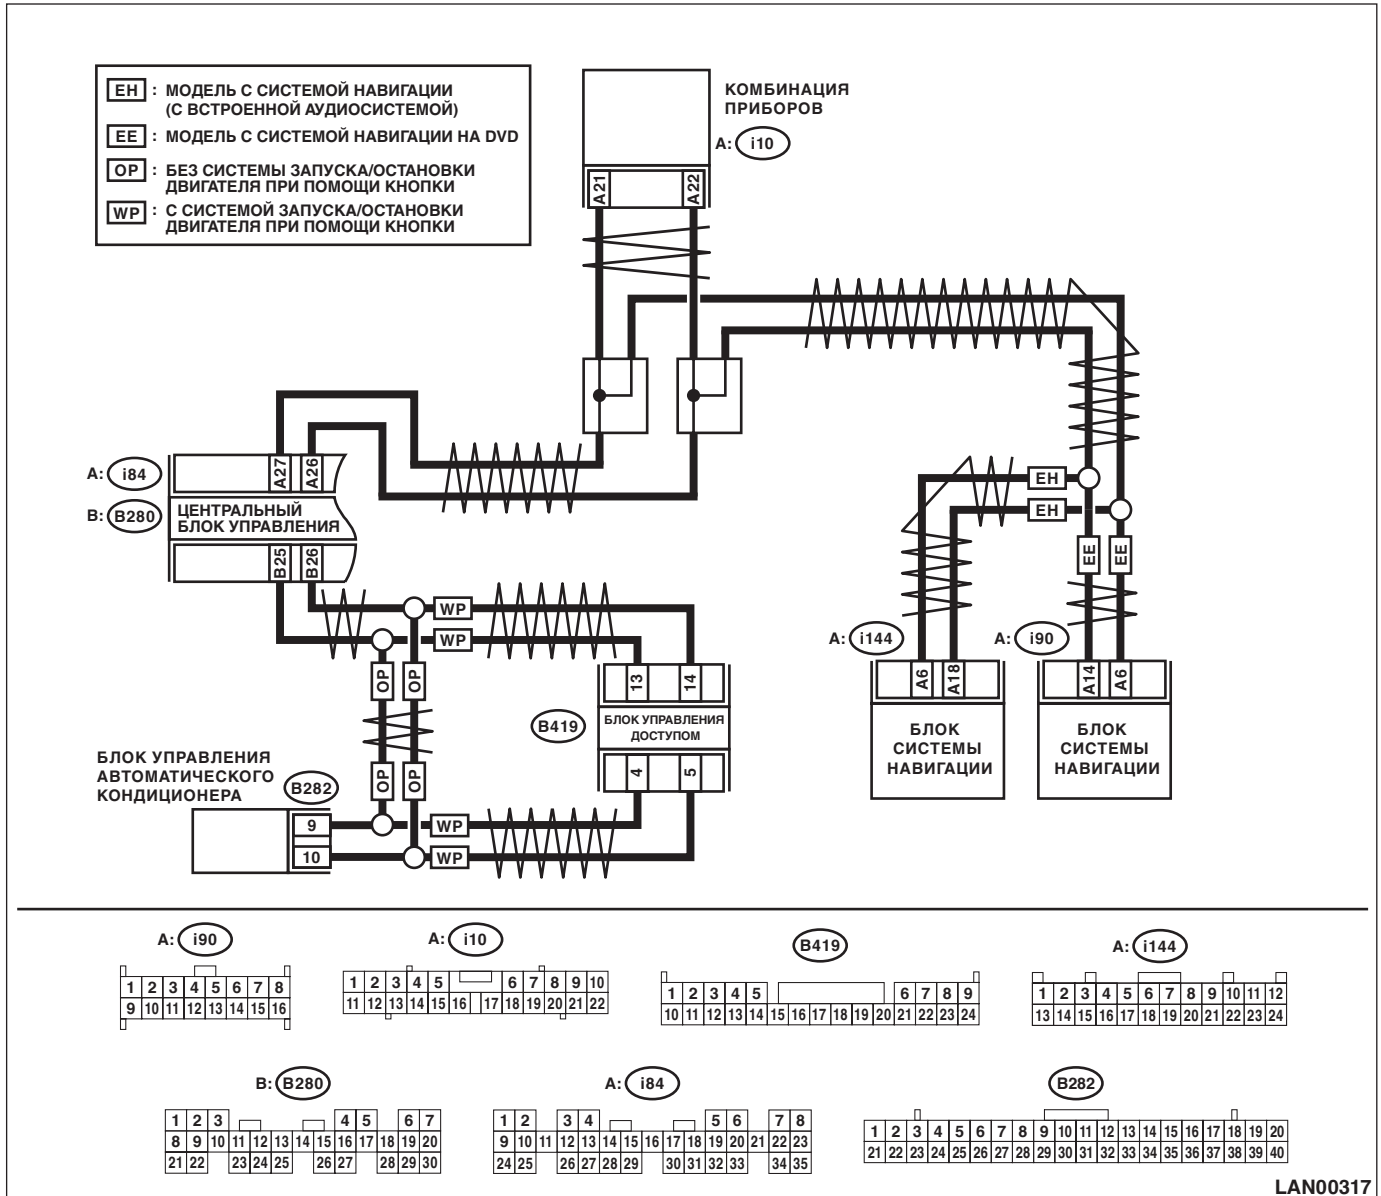 EH : МОДЕЛЬ С СИСТЕМОЙ НАВИГАЦИИ
(С ВСТРОЕННОЙ АУДИОСИСТЕМОЙ)
EE : МОДЕЛЬ С СИСТЕМОЙ НАВИГАЦИИ НА DVD
OP : БЕЗ СИСТЕМЫ ЗАПУСКА/ОСТАНОВКИ
ДВИГАТЕЛЯ ПРИ ПОМОЩИ КНОПКИ
WP : С СИСТЕМОЙ ЗАПУСКА/ОСТАНОВКИ
ДВИГАТЕЛЯ ПРИ ПОМОЩИ КНОПКИ
КОМБИНАЦИЯ
ПРИБОРОВ
A: i10
A21 A22
A: i84
A27 A26
B: B280
ЦЕНТРАЛЬНЫЙ
БЛОК УПРАВЛЕНИЯ
B25 B26
EH
EH
EE EE
WP
WP
OP OP
OP OP
A: i144
A6 A18
БЛОК
СИСТЕМЫ
НАВИГАЦИИ
A: i90
A14 A6
БЛОК
СИСТЕМЫ
НАВИГАЦИИ
13 14
B419
БЛОК УПРАВЛЕНИЯ
ДОСТУПОМ
4 5
БЛОК УПРАВЛЕНИЯ
АВТОМАТИЧЕСКОГО
КОНДИЦИОНЕРА
B282
9
10
WP
WP
A: i90
1 2 3 4 5 6 7 8
9 10 11 12 13 14 15 16
A: i10
1 2 3 4 5 6 7 8 9 10
11 12 13 14 15 16 17 18 19 20 21 22
B419
1 2 3 4 5 6 7 8 9
10 11 12 13 14 15 16 17 18 19 20 21 22 23 24
A: i144
1 2 3 4 5 6 7 8 9 10 11 12
13 14 15 16 17 18 19 20 21 22 23 24
B: B280
1 2 3 4 5 6 7
8 9 10 11 12 13 14 15 16 17 18 19 20
21 22 23 24 25 26 27 28 29 30
A: i84
1 2 3 4 5 6 7 8
9 10 11 12 13 14 15 16 17 18 19 20 21 22 23
24 25 26 27 28 29 30 31 32 33 34 35
B282
1 2 3 4 5 6 7 8 9 10 11 12 13 14 15 16 17 18 19 20
21 22 23 24 25 26 27 28 29 30 31 32 33 34 35 36 37 38 39 40
LAN00317